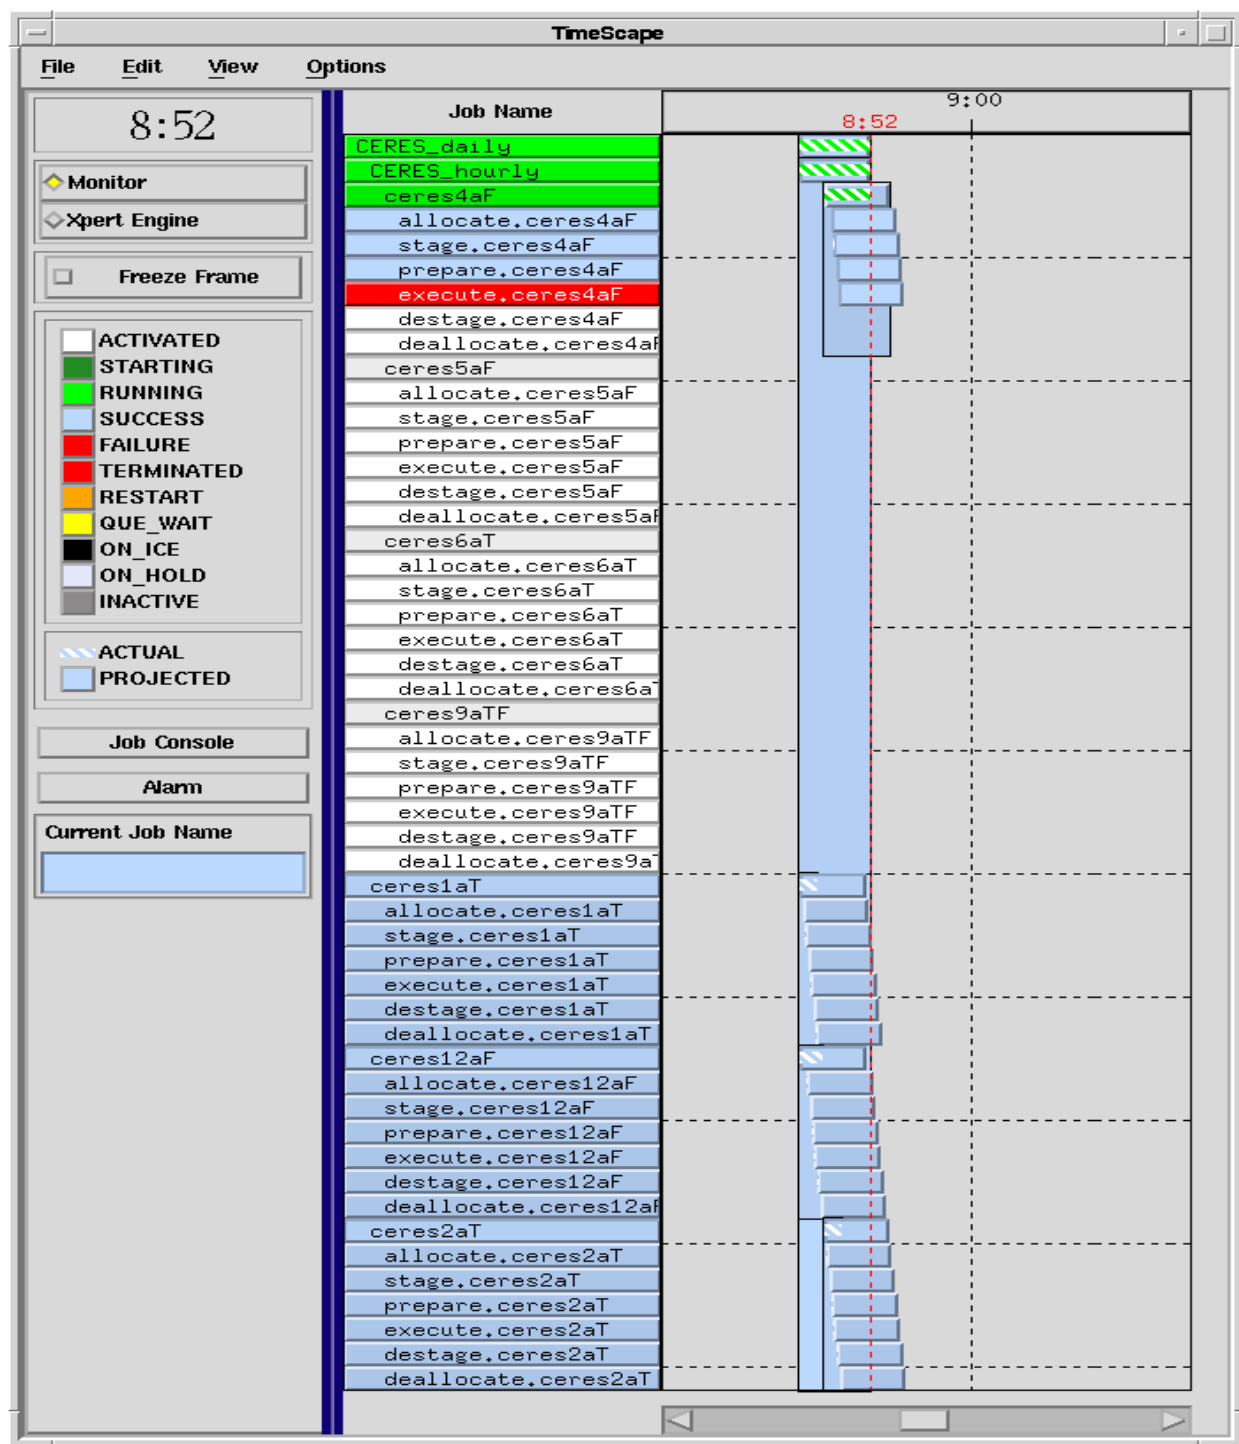 TimeScape
File Edit View Options
8:52
Monitor
Xpert Engine
Freeze Frame
ACTIVATED
STARTING
RUNNING
SUCCESS
FAILURE
TERMINATED
RESTART
QUE_WAIT
ON_ICE
ON_HOLD
INACTIVE
ACTUAL
PROJECTED
Job Console
Alarm
Current Job Name
Job Name
9:00
8:52
CERES_daily
CERES_hourly
ceres4aF
allocate.ceres4aF
stage.ceres4aF
prepare.ceres4aF
execute.ceres4aF
destage.ceres4aF
deallocate.ceres4aF
ceres5aF
allocate.ceres5aF
stage.ceres5aF
prepare.ceres5aF
execute.ceres5aF
destage.ceres5aF
deallocate.ceres5aF
ceres6aT
allocate.ceres6aT
stage.ceres6aT
prepare.ceres6aT
execute.ceres6aT
destage.ceres6aT
deallocate.ceres6aT
ceres9aTF
allocate.ceres9aTF
stage.ceres9aTF
prepare.ceres9aTF
execute.ceres9aTF
destage.ceres9aTF
deallocate.ceres9aT
ceres1aT
allocate.ceres1aT
stage.ceres1aT
prepare.ceres1aT
execute.ceres1aT
destage.ceres1aT
deallocate.ceres1aT
ceres12aF
allocate.ceres12aF
stage.ceres12aF
prepare.ceres12aF
execute.ceres12aF
destage.ceres12aF
deallocate.ceres12aF
ceres2aT
allocate.ceres2aT
stage.ceres2aT
prepare.ceres2aT
execute.ceres2aT
destage.ceres2aT
deallocate.ceres2aT